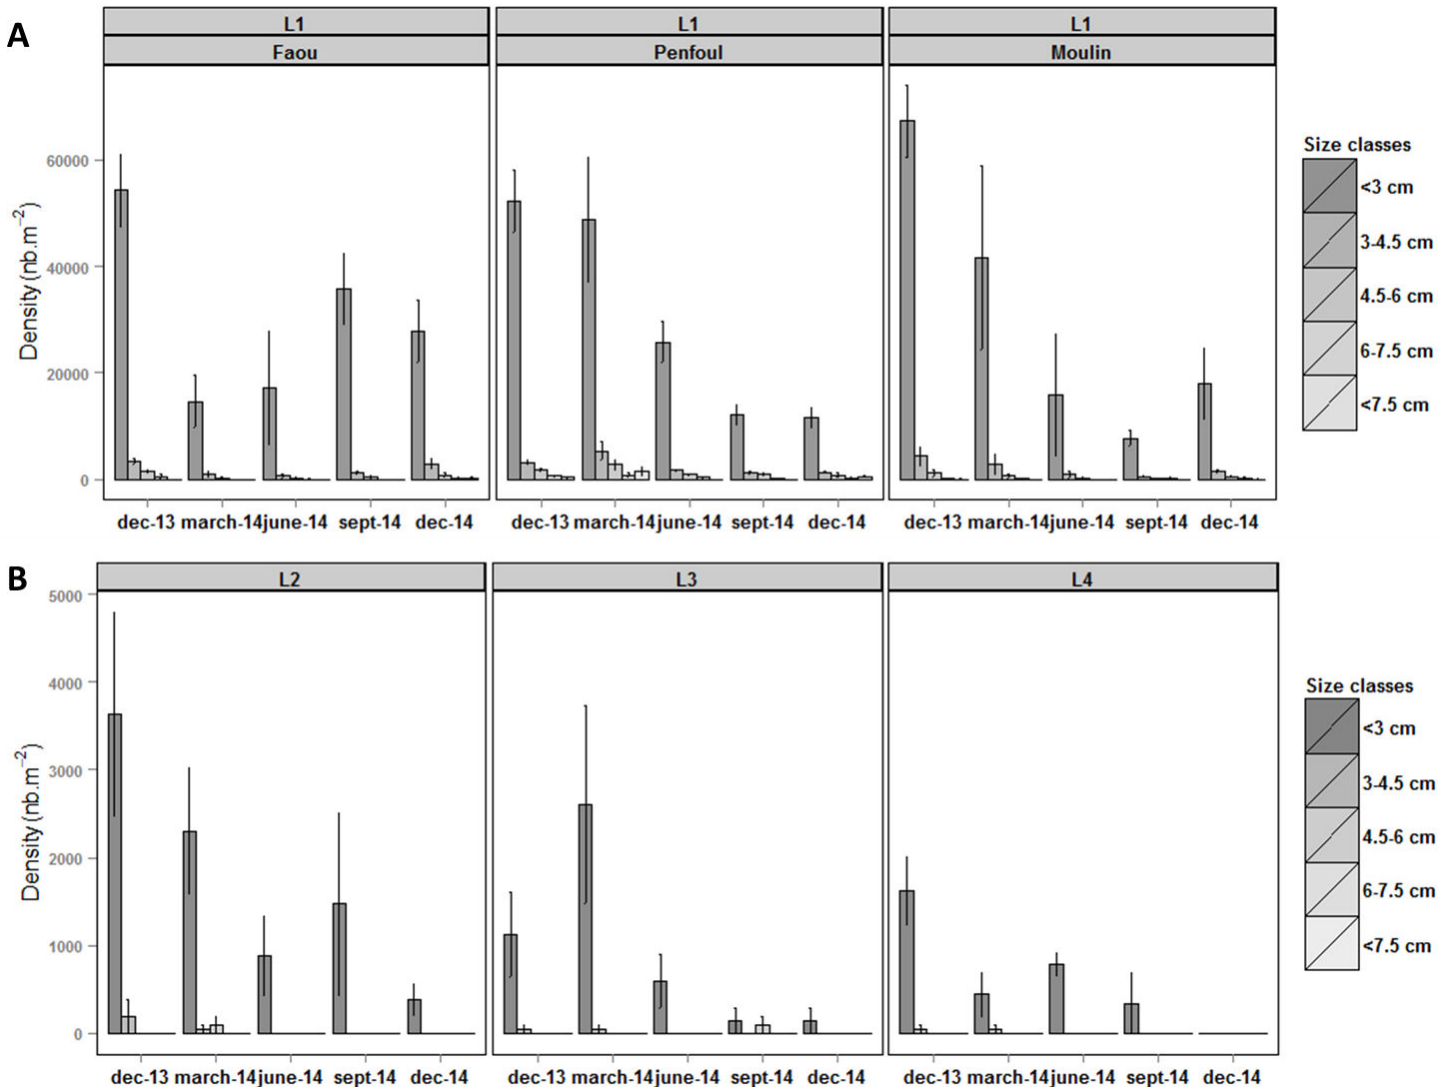 A
L1
L1
L1
Faou
Penfoul
Moulin
Density (nb.m−2)
60000
40000
20000
0
dec-13 march-14 june-14 sept-14 dec-14
dec-13 march-14 june-14 sept-14 dec-14
dec-13 march-14 june-14 sept-14 dec-14
Size classes
<3 cm
3-4.5 cm
4.5-6 cm
6-7.5 cm
<7.5 cm
B
L2
L3
L4
Density (nb.m−2)
5000
4000
3000
2000
1000
0
dec-13 march-14 june-14 sept-14 dec-14
dec-13 march-14 june-14 sept-14 dec-14
dec-13 march-14 june-14 sept-14 dec-14
Size classes
<3 cm
3-4.5 cm
4.5-6 cm
6-7.5 cm
<7.5 cm